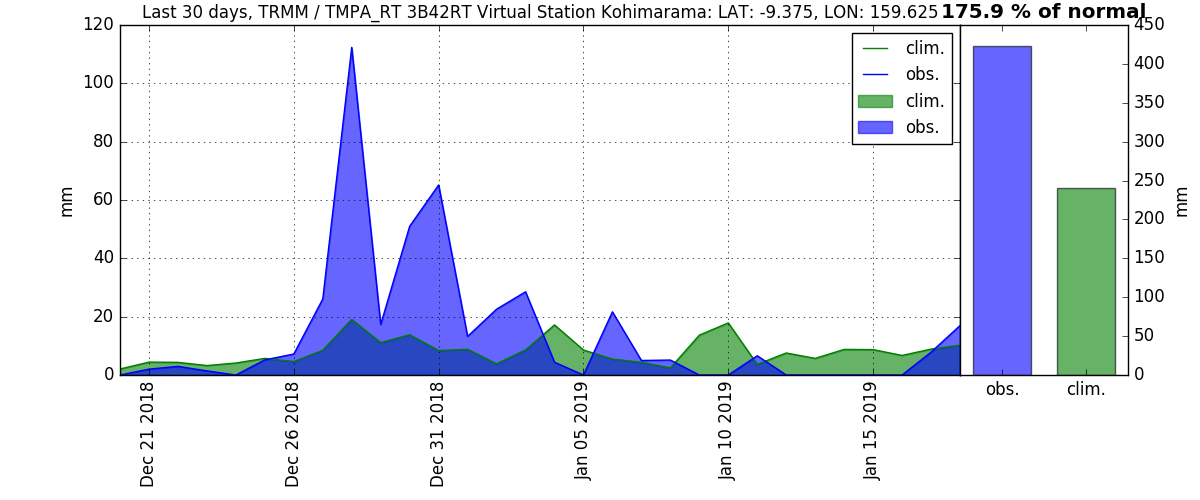 Last 30 days, TRMM / TMPA_RT 3B42RT Virtual Station Kohimarama: LAT: -9.375, LON: 159.625
175.9 % of normal
120
100
80
60
40
20
0
mm
clim.
obs.
clim.
obs.
Dec 21 2018
Dec 26 2018
Dec 31 2018
Jan 05 2019
Jan 10 2019
Jan 15 2019
450
400
350
300
250
200
150
100
50
0
mm
obs.
clim.